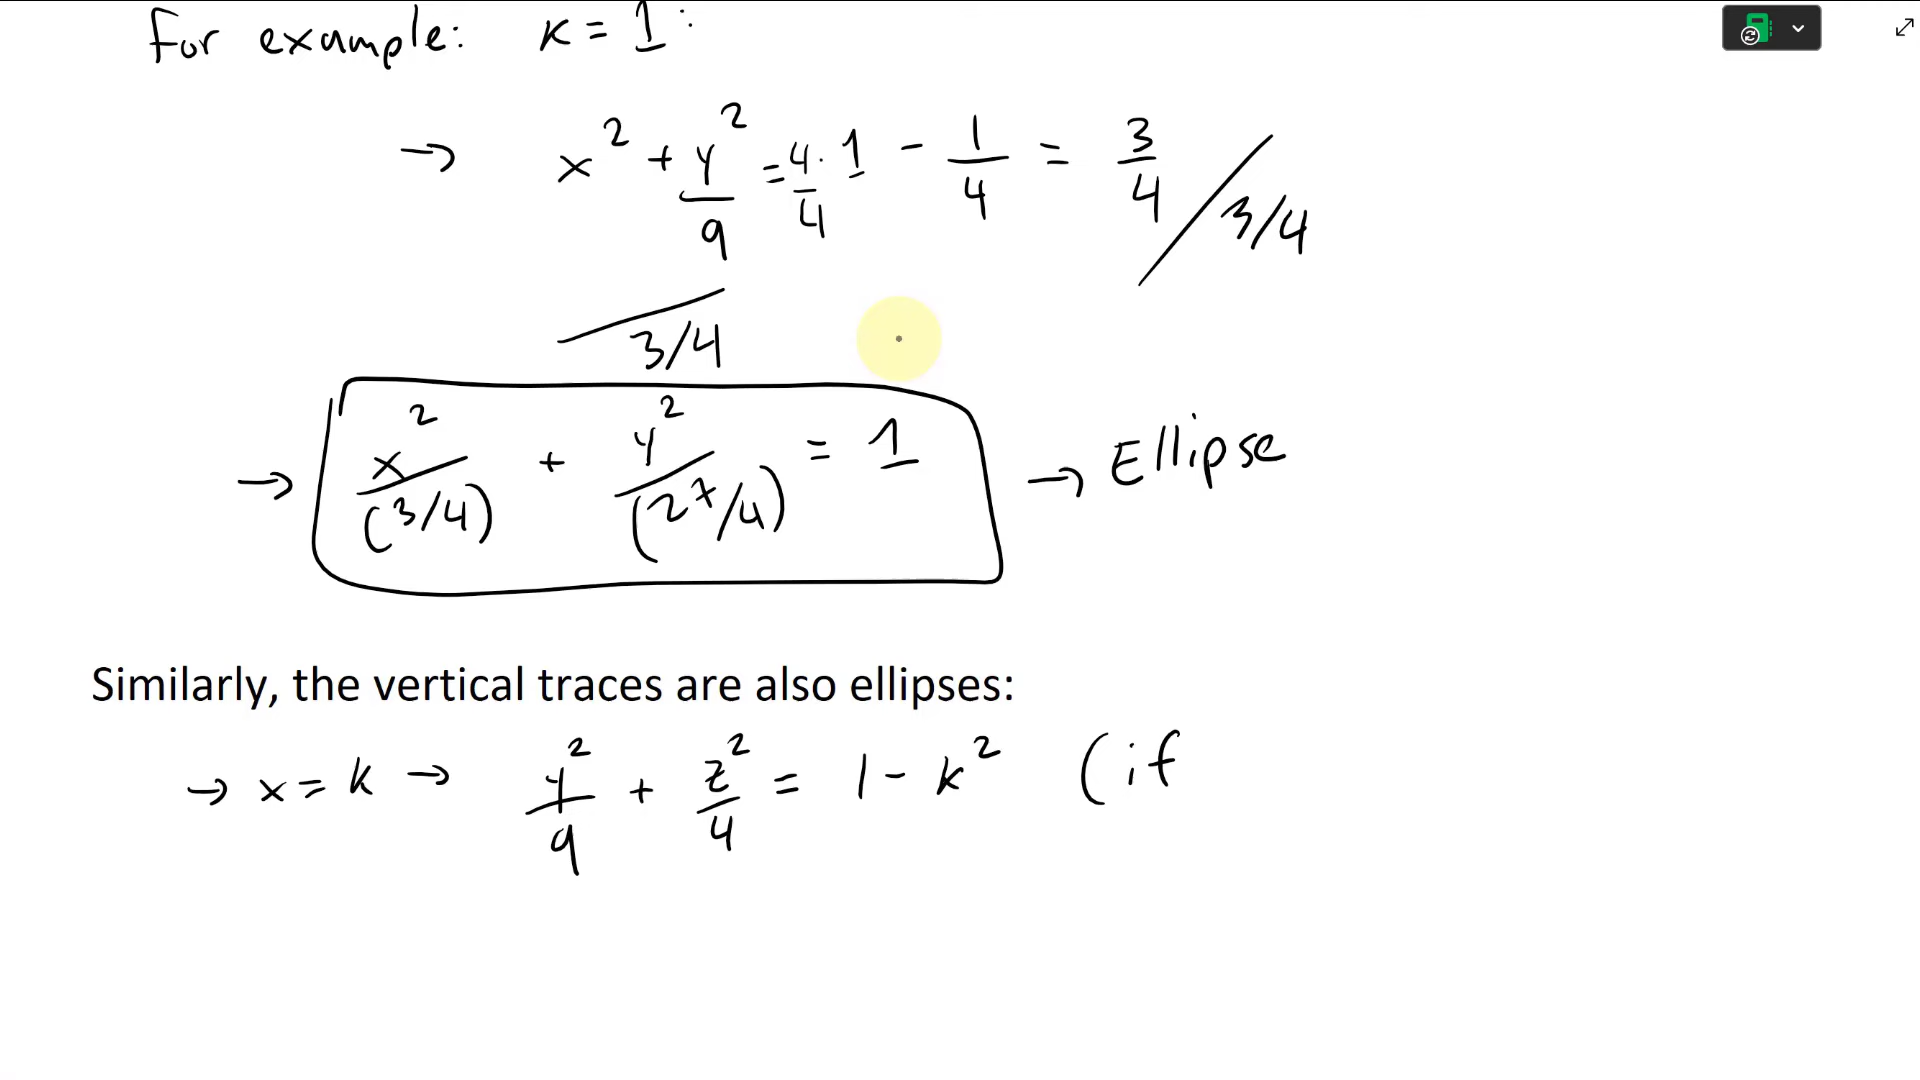 For example: k = 1:
→ x² + y²/9 = 4/4 · 1 - 1/4 = 3/4 / 3/4
/ 3/4
→ x²/(3/4) + y²/(27/4) = 1 → Ellipse
Similarly, the vertical traces are also ellipses:
→ x = k → y²/9 + z²/4 = 1 - k² (if